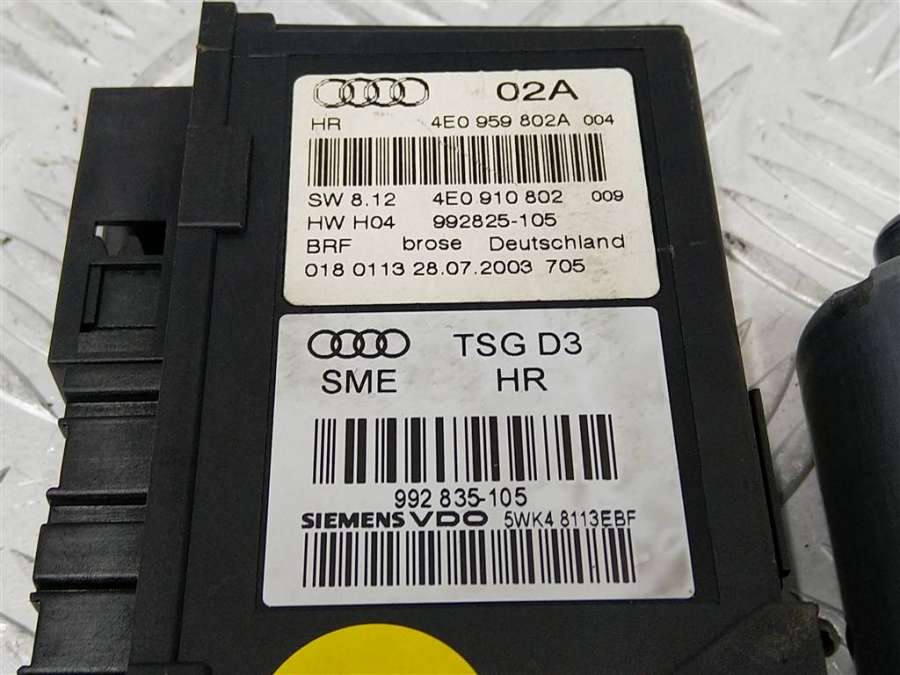 02A
HR 4E0 959 802A 004
SW 8.12 4E0 910 802 009
HW H04 992825-105
BRF brose Deutschland
018 0113 28.07.2003 705
TSG D3
SME HR
992 835-105
SIEMENS VDO 5WK4 8113EBF